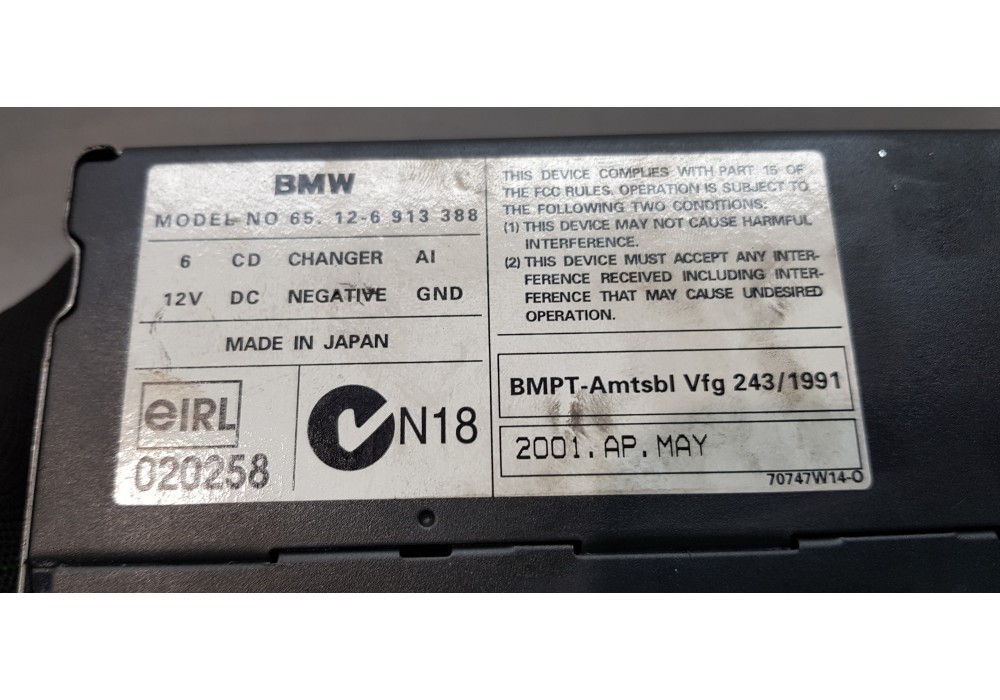 BMW
MODEL NO 65. 12-6 913 388
6 CD CHANGER AI
12V DC NEGATIVE GND
MADE IN JAPAN
eIRL
020258
N18
THIS DEVICE COMPLIES WITH PART 15 OF
THE FCC RULES. OPERATION IS SUBJECT TO
THE FOLLOWING TWO CONDITIONS:
(1) THIS DEVICE MAY NOT CAUSE HARMFUL
INTERFERENCE.
(2) THIS DEVICE MUST ACCEPT ANY INTER-
FERENCE RECEIVED INCLUDING INTER-
FERENCE THAT MAY CAUSE UNDESIRED
OPERATION.
BMPT-Amtsbl Vfg 243/1991
2001.AP.MAY
70747W14-O